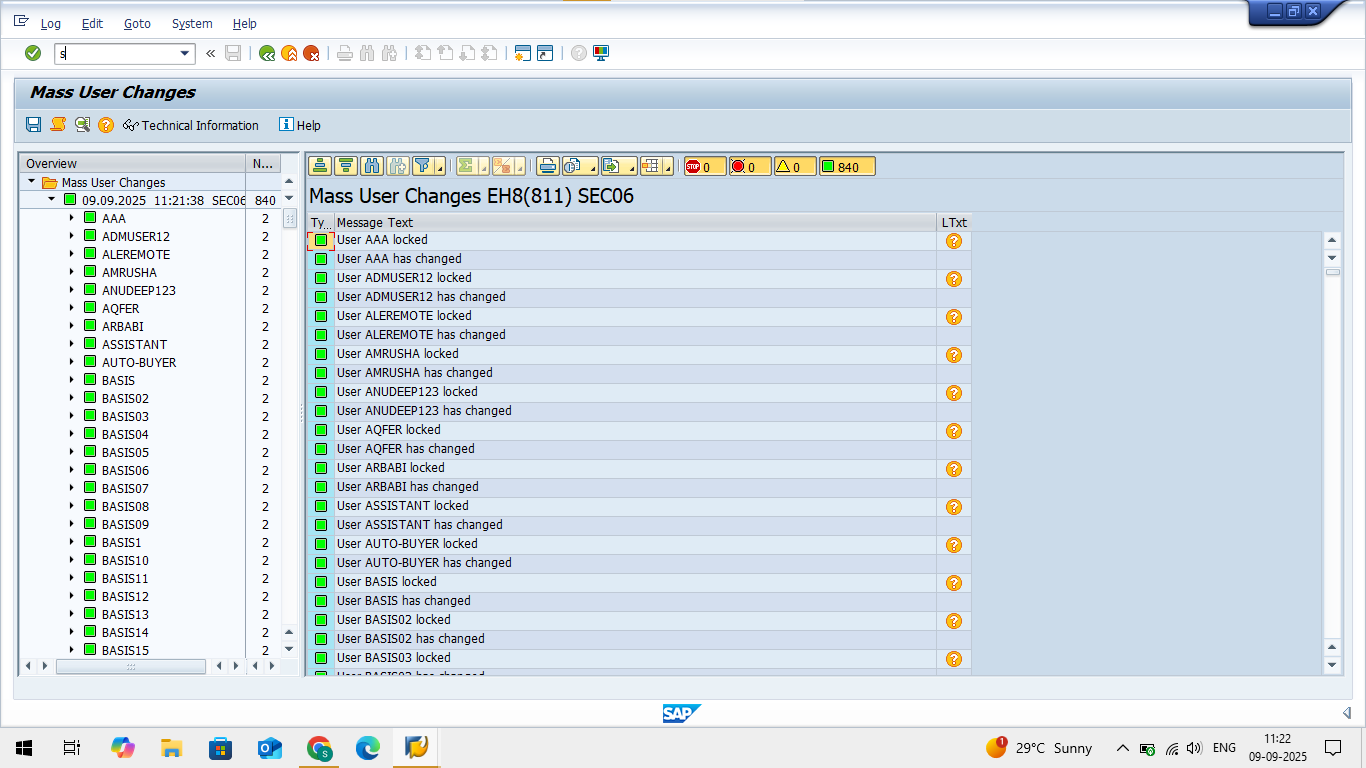 Log Edit Goto System Help
s
Mass User Changes
Technical Information Help
Overview N...
Mass User Changes
09.09.2025 11:21:38 SEC06 840
AAA 2
ADMUSER12 2
ALEREMOTE 2
AMRUSHA 2
ANUDEEP123 2
AQFER 2
ARBABI 2
ASSISTANT 2
AUTO-BUYER 2
BASIS 2
BASIS02 2
BASIS03 2
BASIS04 2
BASIS05 2
BASIS06 2
BASIS07 2
BASIS08 2
BASIS09 2
BASIS1 2
BASIS10 2
BASIS11 2
BASIS12 2
BASIS13 2
BASIS14 2
BASIS15 2
STOP 0 0 0 840
Mass User Changes EH8(811) SEC06
Ty... Message Text LTxt
User AAA locked
User AAA has changed
User ADMUSER12 locked
User ADMUSER12 has changed
User ALEREMOTE locked
User ALEREMOTE has changed
User AMRUSHA locked
User AMRUSHA has changed
User ANUDEEP123 locked
User ANUDEEP123 has changed
User AQFER locked
User AQFER has changed
User ARBABI locked
User ARBABI has changed
User ASSISTANT locked
User ASSISTANT has changed
User AUTO-BUYER locked
User AUTO-BUYER has changed
User BASIS locked
User BASIS has changed
User BASIS02 locked
User BASIS02 has changed
User BASIS03 locked
User BASIS03 has changed
SAP
1 29°C Sunny ENG 11:22
09-09-2025